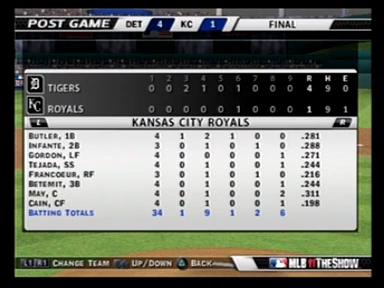 POST GAME DET 4 KC 1 FINAL
1 2 3 4 5 6 7 8 9 R H E
D TIGERS 0 0 2 1 0 1 0 0 0 4 9 0
KC ROYALS 0 0 0 0 0 1 0 0 0 1 9 1
L KANSAS CITY ROYALS R
BUTLER, 1B 4 1 2 1 0 0 .281
INFANTE, 2B 3 0 1 0 1 0 .288
GORDON, LF 4 0 0 0 0 1 .271
TEJADA, SS 4 0 1 0 0 1 .244
FRANCOEUR, RF 3 0 1 0 1 0 .216
BETEMIT, 3B 4 0 1 0 0 1 .244
MAY, C 4 0 1 0 0 2 .311
CAIN, CF 4 0 1 0 0 1 .198
BATTING TOTALS 34 1 9 1 2 6
L1/R1 CHANGE TEAM UP/DOWN BACK MLB 11 THE SHOW